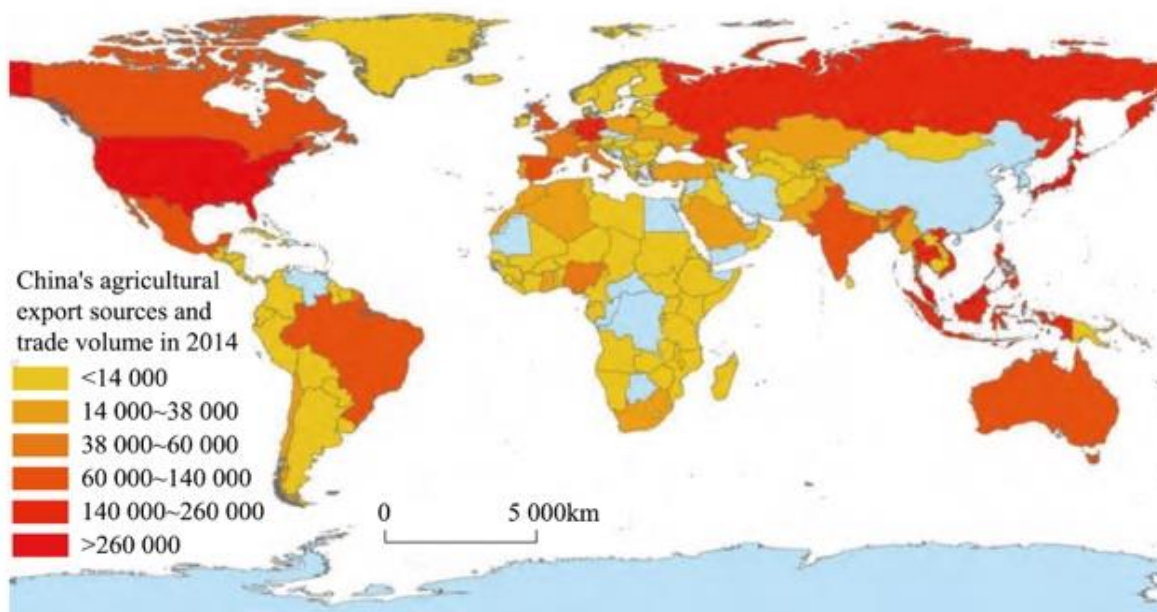 China's agricultural
export sources and
trade volume in 2014
<14 000
14 000~38 000
38 000~60 000
60 000~140 000
140 000~260 000
>260 000
0 5 000km